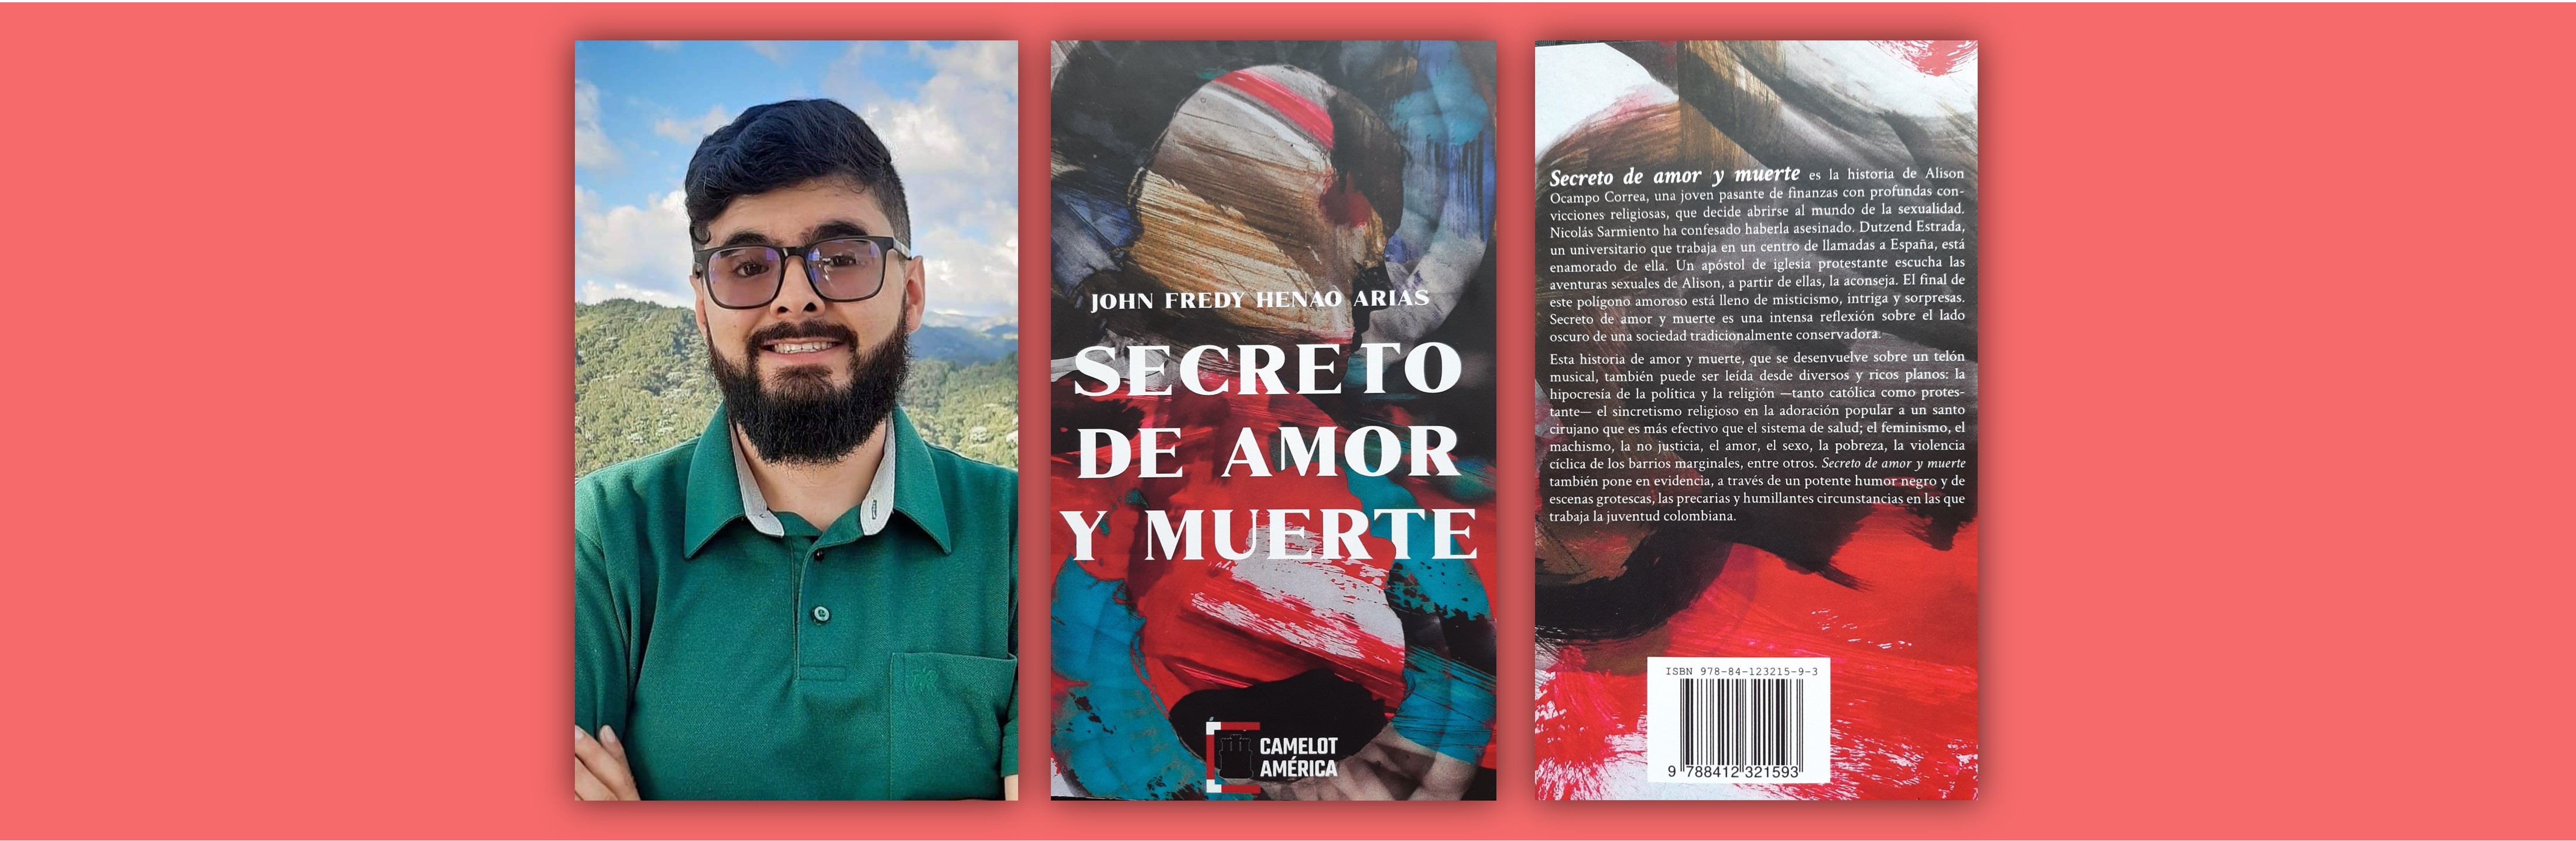 JOHN FREDY HENAO ARIAS
SECRETO
DE AMOR
Y MUERTE
CAMELOT
AMÉRICA
Secreto de amor y muerte es la historia de Alison
Ocampo Correa, una joven pasante de finanzas con profundas con-
vicciones religiosas, que decide abrirse al mundo de la sexualidad.
Nicolás Sarmiento ha confesado haberla asesinado. Dutzend Estrada,
un universitario que trabaja en un centro de llamadas a España, está
enamorado de ella. Un apóstol de iglesia protestante escucha las
aventuras sexuales de Alison, a partir de ellas, la aconseja. El final de
este polígono amoroso está lleno de misticismo, intriga y sorpresas.
Secreto de amor y muerte es una intensa reflexión sobre el lado
oscuro de una sociedad tradicionalmente conservadora.
Esta historia de amor y muerte, que se desenvuelve sobre un telón
musical, también puede ser leída desde diversos y ricos planos: la
hipocresía de la política y la religión —tanto católica como protes-
tante— el sincretismo religioso en la adoración popular a un santo
cirujano que es más efectivo que el sistema de salud; el feminismo, el
machismo, la no justicia, el amor, el sexo, la pobreza, la violencia
cíclica de los barrios marginales, entre otros. Secreto de amor y muerte
también pone en evidencia, a través de un potente humor negro y de
escenas grotescas, las precarias y humillantes circunstancias en las que
trabaja la juventud colombiana.
ISBN 978-84-123215-9-3
9 788412 321593